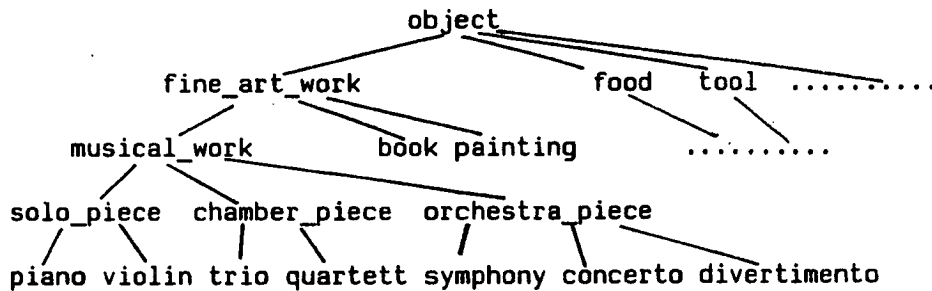 object
fine_art_work food tool ..........
musical_work book painting ..........
solo_piece chamber_piece orchestra_piece
piano violin trio quartett symphony concerto divertimento